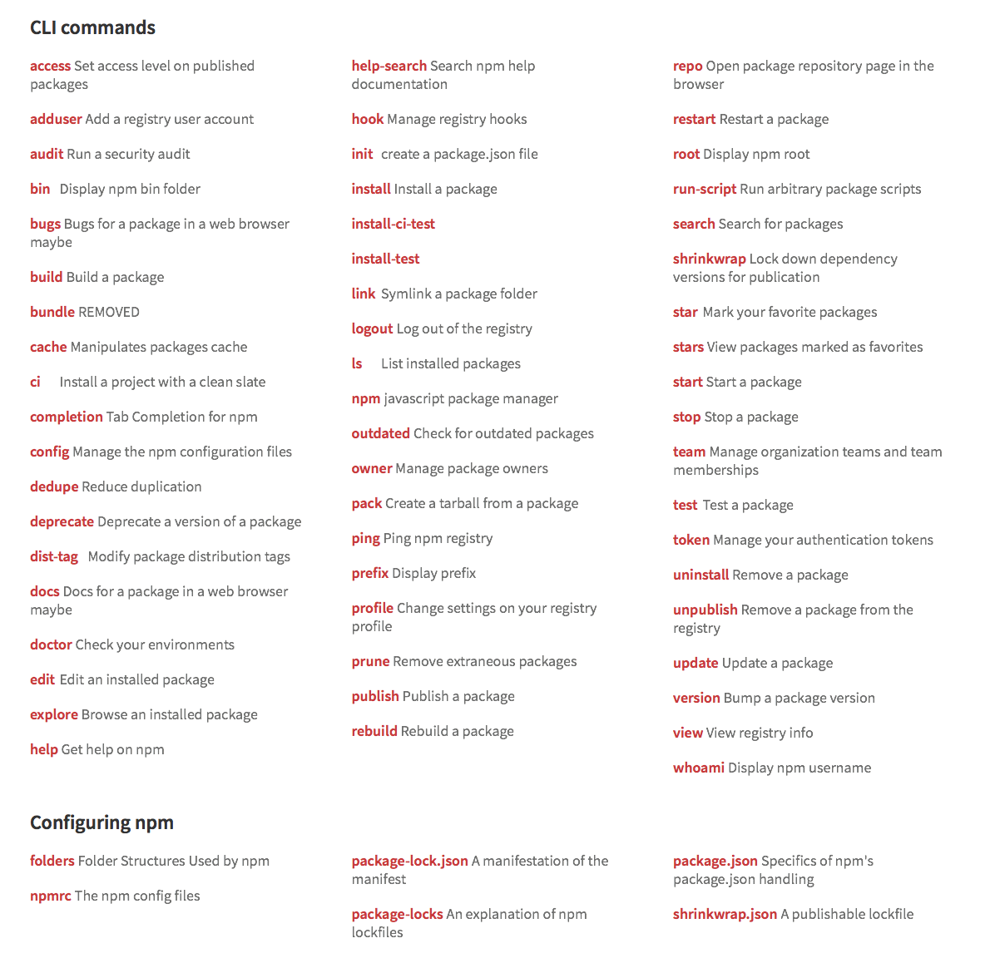 CLI commands
access Set access level on published
packages
adduser Add a registry user account
audit Run a security audit
bin Display npm bin folder
bugs Bugs for a package in a web browser
maybe
build Build a package
bundle REMOVED
cache Manipulates packages cache
ci Install a project with a clean slate
completion Tab Completion for npm
config Manage the npm configuration files
dedupe Reduce duplication
deprecate Deprecate a version of a package
dist-tag Modify package distribution tags
docs Docs for a package in a web browser
maybe
doctor Check your environments
edit Edit an installed package
explore Browse an installed package
help Get help on npm
help-search Search npm help
documentation
hook Manage registry hooks
init create a package.json file
install Install a package
install-ci-test
install-test
link Symlink a package folder
logout Log out of the registry
ls List installed packages
npm javascript package manager
outdated Check for outdated packages
owner Manage package owners
pack Create a tarball from a package
ping Ping npm registry
prefix Display prefix
profile Change settings on your registry
profile
prune Remove extraneous packages
publish Publish a package
rebuild Rebuild a package
repo Open package repository page in the
browser
restart Restart a package
root Display npm root
run-script Run arbitrary package scripts
search Search for packages
shrinkwrap Lock down dependency
versions for publication
star Mark your favorite packages
stars View packages marked as favorites
start Start a package
stop Stop a package
team Manage organization teams and team
memberships
test Test a package
token Manage your authentication tokens
uninstall Remove a package
unpublish Remove a package from the
registry
update Update a package
version Bump a package version
view View registry info
whoami Display npm username
Configuring npm
folders Folder Structures Used by npm
npmrc The npm config files
package-lock.json A manifestation of the
manifest
package-locks An explanation of npm
lockfiles
package.json Specifics of npm's
package.json handling
shrinkwrap.json A publishable lockfile